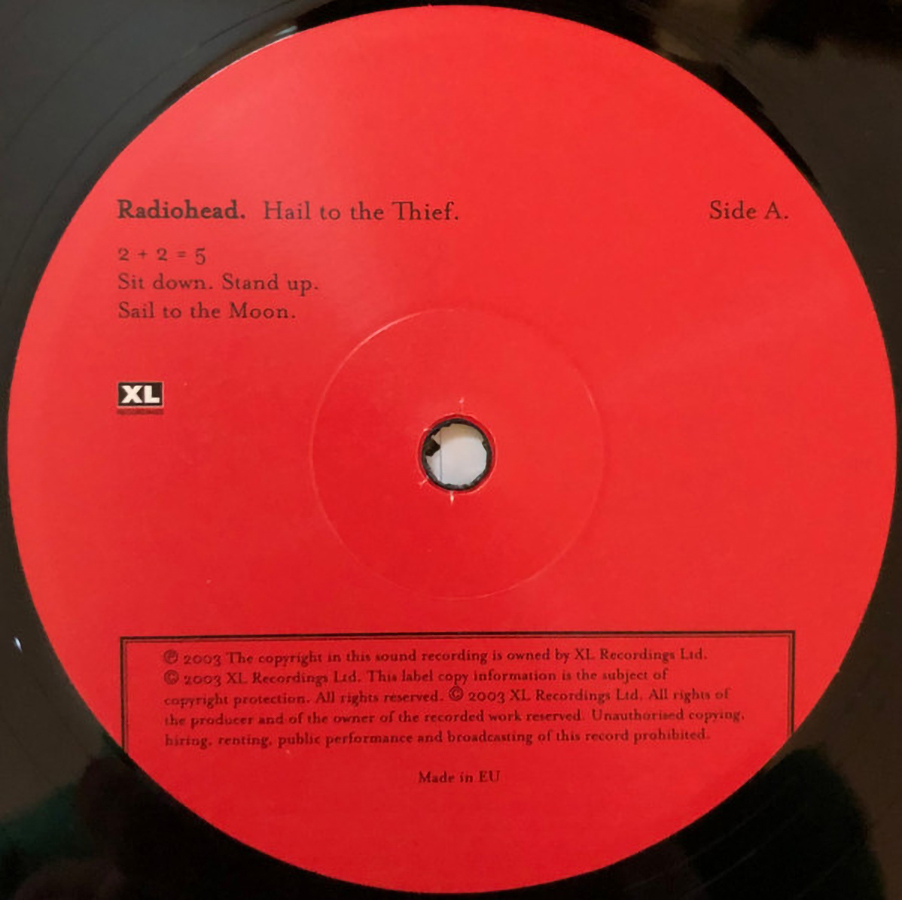 Radiohead. Hail to the Thief. Side A.
2 + 2 = 5
Sit down. Stand up.
Sail to the Moon.
XL
RECORDINGS
℗ 2003 The copyright in this sound recording is owned by XL Recordings Ltd.
© 2003 XL Recordings Ltd. This label copy information is the subject of
copyright protection. All rights reserved. © 2003 XL Recordings Ltd. All rights of
the producer and of the owner of the recorded work reserved. Unauthorised copying,
hiring, renting, public performance and broadcasting of this record prohibited.
Made in EU